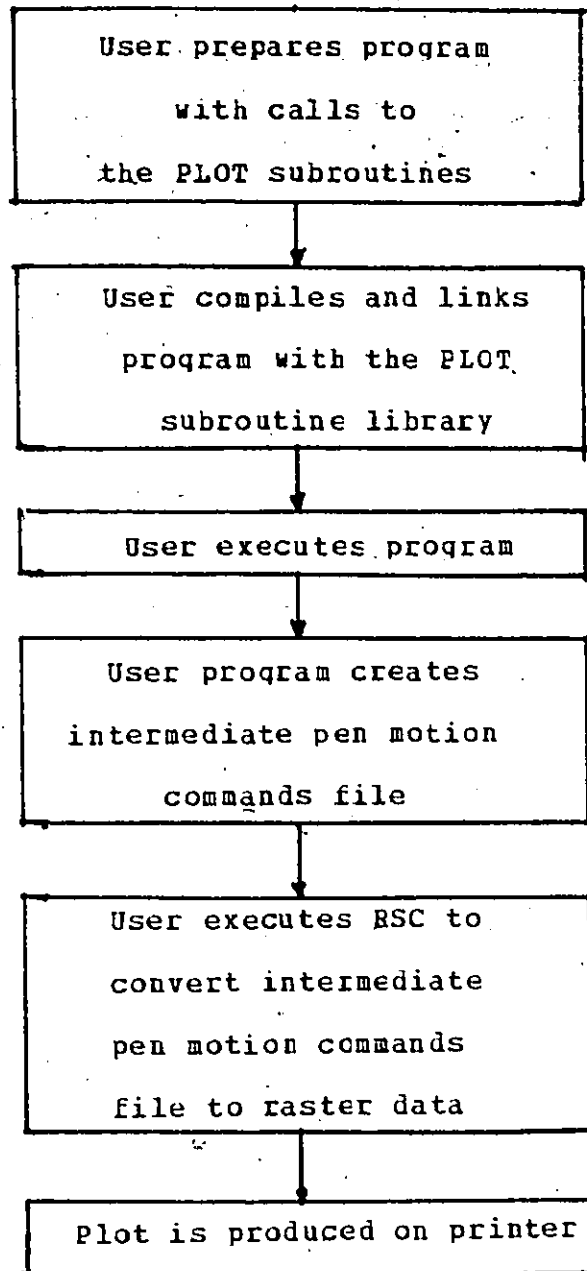 User prepares program
with calls to
the PLOT subroutines
User compiles and links
program with the PLOT
subroutine library
User executes program
User program creates
intermediate pen motion
commands file
User executes RSC to
convert intermediate
pen motion commands
file to raster data
Plot is produced on printer